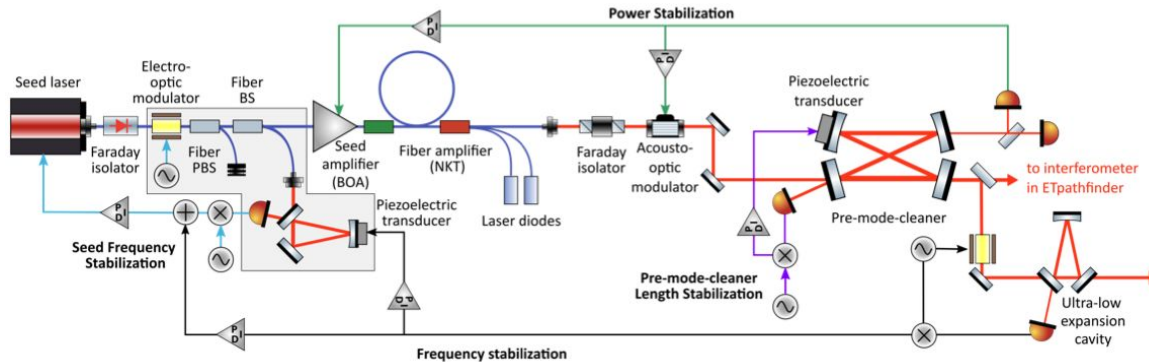 Power Stabilization
Seed laser
Electro-
optic
modulator
Fiber
BS
Faraday
isolator
Fiber
PBS
Seed
amplifier
(BOA)
Fiber amplifier
(NKT)
Laser diodes
Faraday
isolator
Acousto-
optic
modulator
Piezoelectric
transducer
Pre-mode-cleaner
to interferometer
in ETpathfinder
Piezoelectric
transducer
Seed Frequency
Stabilization
Pre-mode-cleaner
Length Stabilization
Ultra-low
expansion
cavity
Frequency stabilization
P I D
P I D
P I D
P I D
P I D
P I D